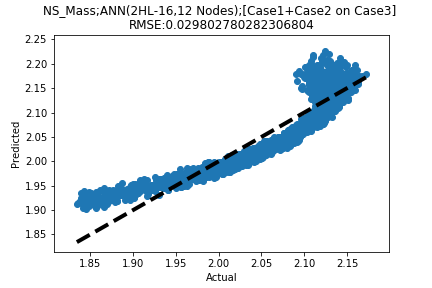 NS_Mass;ANN(2HL-16,12 Nodes);[Case1+Case2 on Case3]
RMSE:0.029802780282306804
2.25
2.20
2.15
2.10
2.05
2.00
1.95
1.90
1.85
Predicted
1.85 1.90 1.95 2.00 2.05 2.10 2.15
Actual